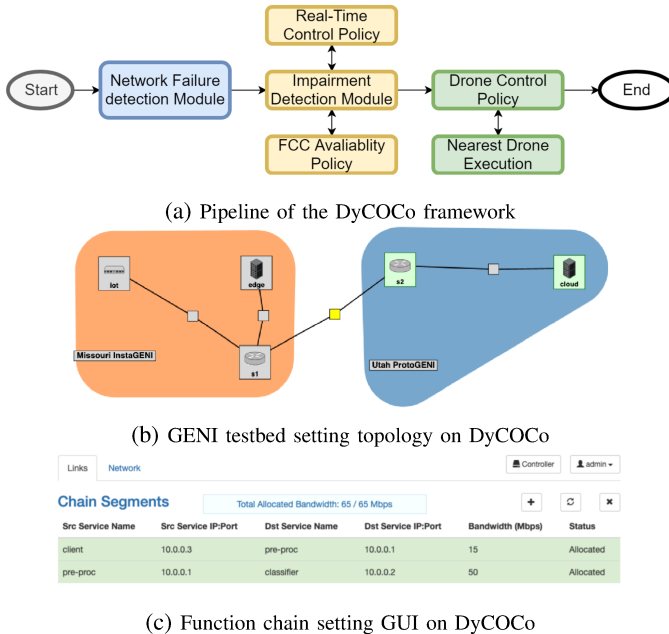 Real-Time
Control Policy
Start
Network Failure
detection Module
Impairment
Detection Module
Drone Control
Policy
End
FCC Avaliablity
Policy
Nearest Drone
Execution
(a) Pipeline of the DyCOCo framework
iot
edge
s2
cloud
Missouri InstaGENI
s1
Utah ProtoGENI
(b) GENI testbed setting topology on DyCOCo
Links Network Controller admin
Chain Segments Total Allocated Bandwidth: 65 / 65 Mbps
Src Service Name Src Service IP:Port Dst Service Name Dst Service IP:Port Bandwidth (Mbps) Status
client 10.0.0.3 pre-proc 10.0.0.1 15 Allocated
pre-proc 10.0.0.1 classifier 10.0.0.2 50 Allocated
(c) Function chain setting GUI on DyCOCo